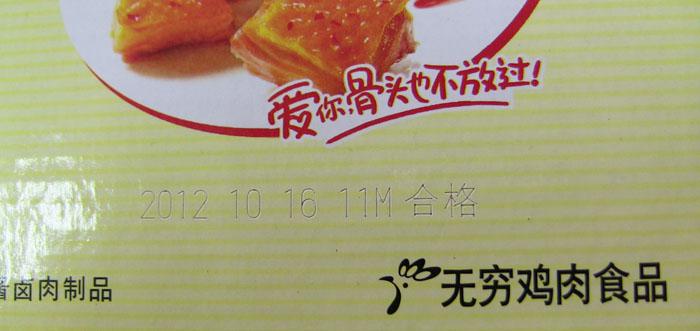 爱你,骨头也不放过!
2012 10 16 11M 合格
酱卤肉制品
无穷鸡肉食品